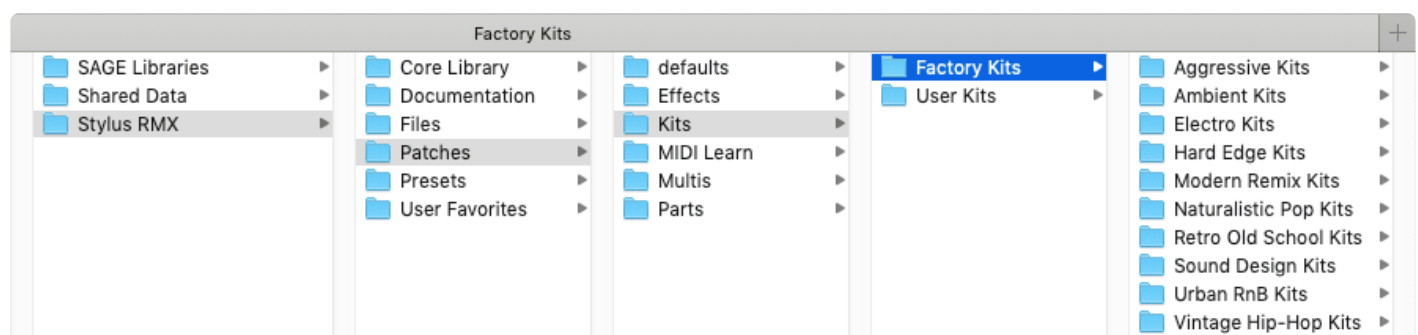 Factory Kits
SAGE Libraries
Shared Data
Stylus RMX
Core Library
Documentation
Files
Patches
Presets
User Favorites
defaults
Effects
Kits
MIDI Learn
Multis
Parts
Factory Kits
User Kits
Aggressive Kits
Ambient Kits
Electro Kits
Hard Edge Kits
Modern Remix Kits
Naturalistic Pop Kits
Retro Old School Kits
Sound Design Kits
Urban RnB Kits
Vintage Hip-Hop Kits